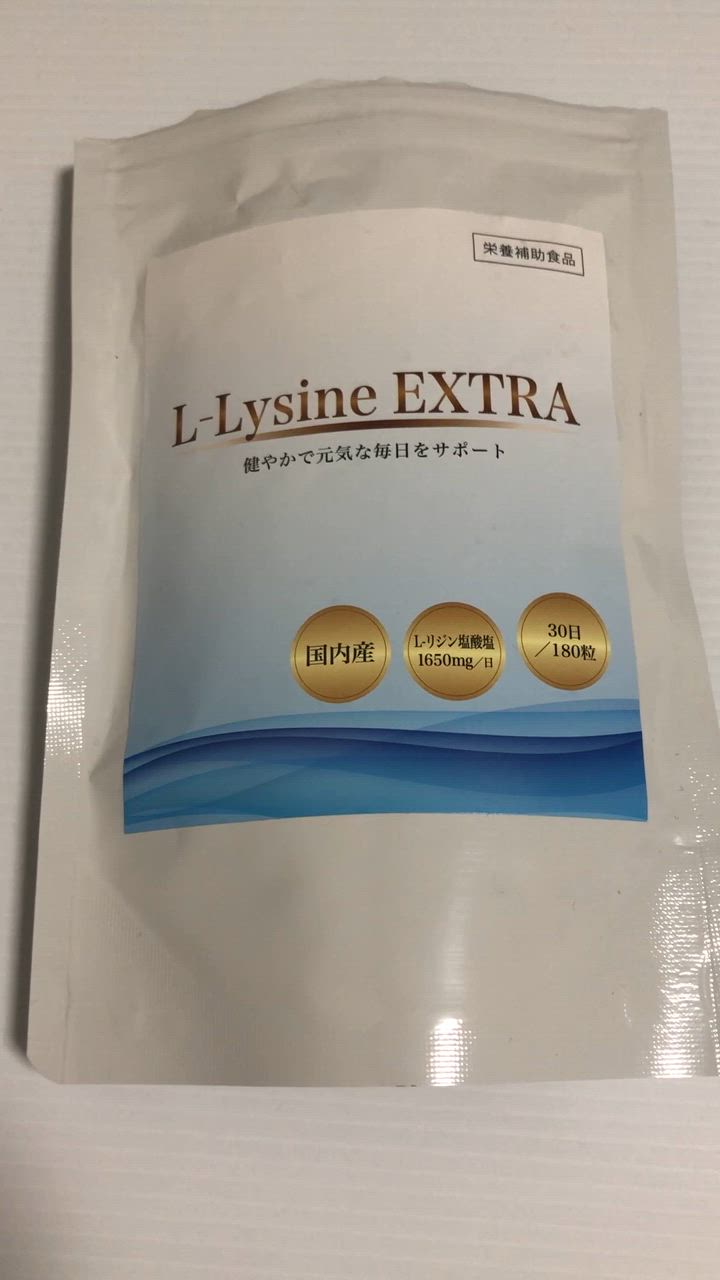 栄養補助食品
L-Lysine EXTRA
健やかで元気な毎日をサポート
国内産
L-リジン塩酸塩
1650mg/日
30日
/180粒